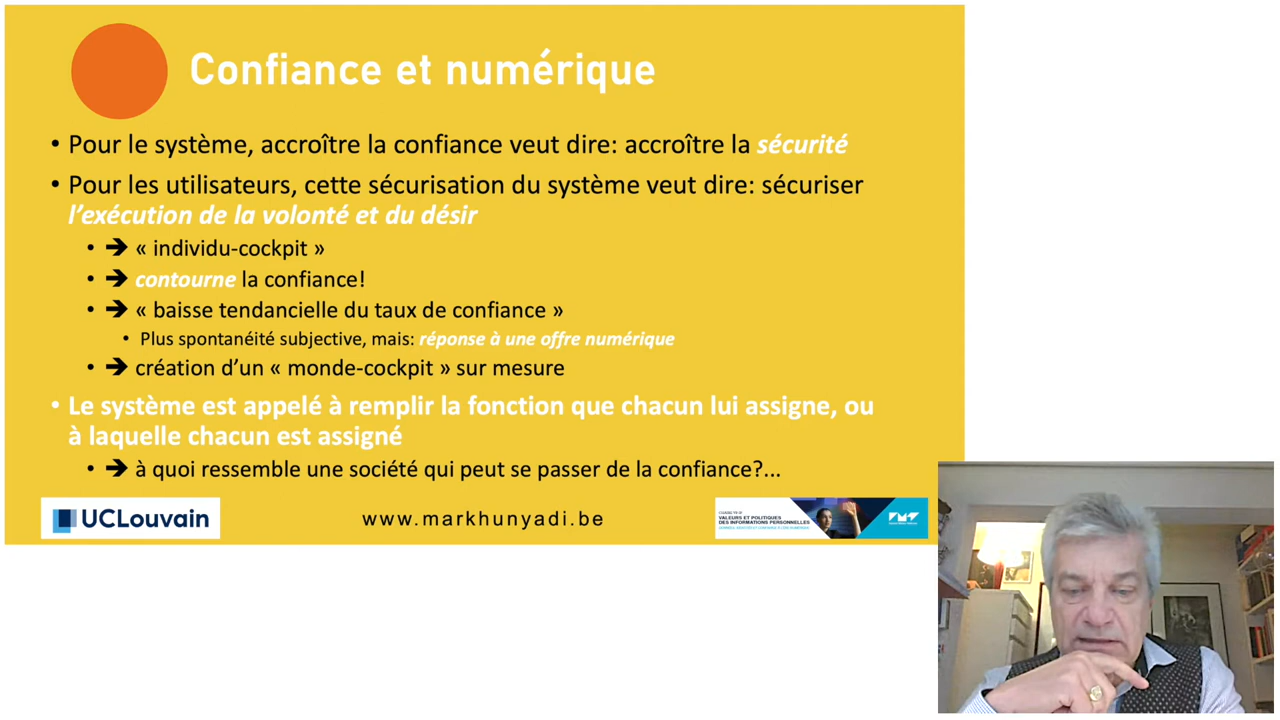 Confiance et numérique
• Pour le système, accroître la confiance veut dire: accroître la sécurité
• Pour les utilisateurs, cette sécurisation du système veut dire: sécuriser
l’exécution de la volonté et du désir
• ➔ « individu-cockpit »
• ➔ contourne la confiance!
• ➔ « baisse tendancielle du taux de confiance »
• Plus spontanéité subjective, mais: réponse à une offre numérique
• ➔ création d’un « monde-cockpit » sur mesure
• Le système est appelé à remplir la fonction que chacun lui assigne, ou
à laquelle chacun est assigné
• ➔ à quoi ressemble une société qui peut se passer de la confiance?...
UCLouvain
www.markhunyadi.be
VALEURS ET POLITIQUES
DES INFORMATIONS PERSONNELLES